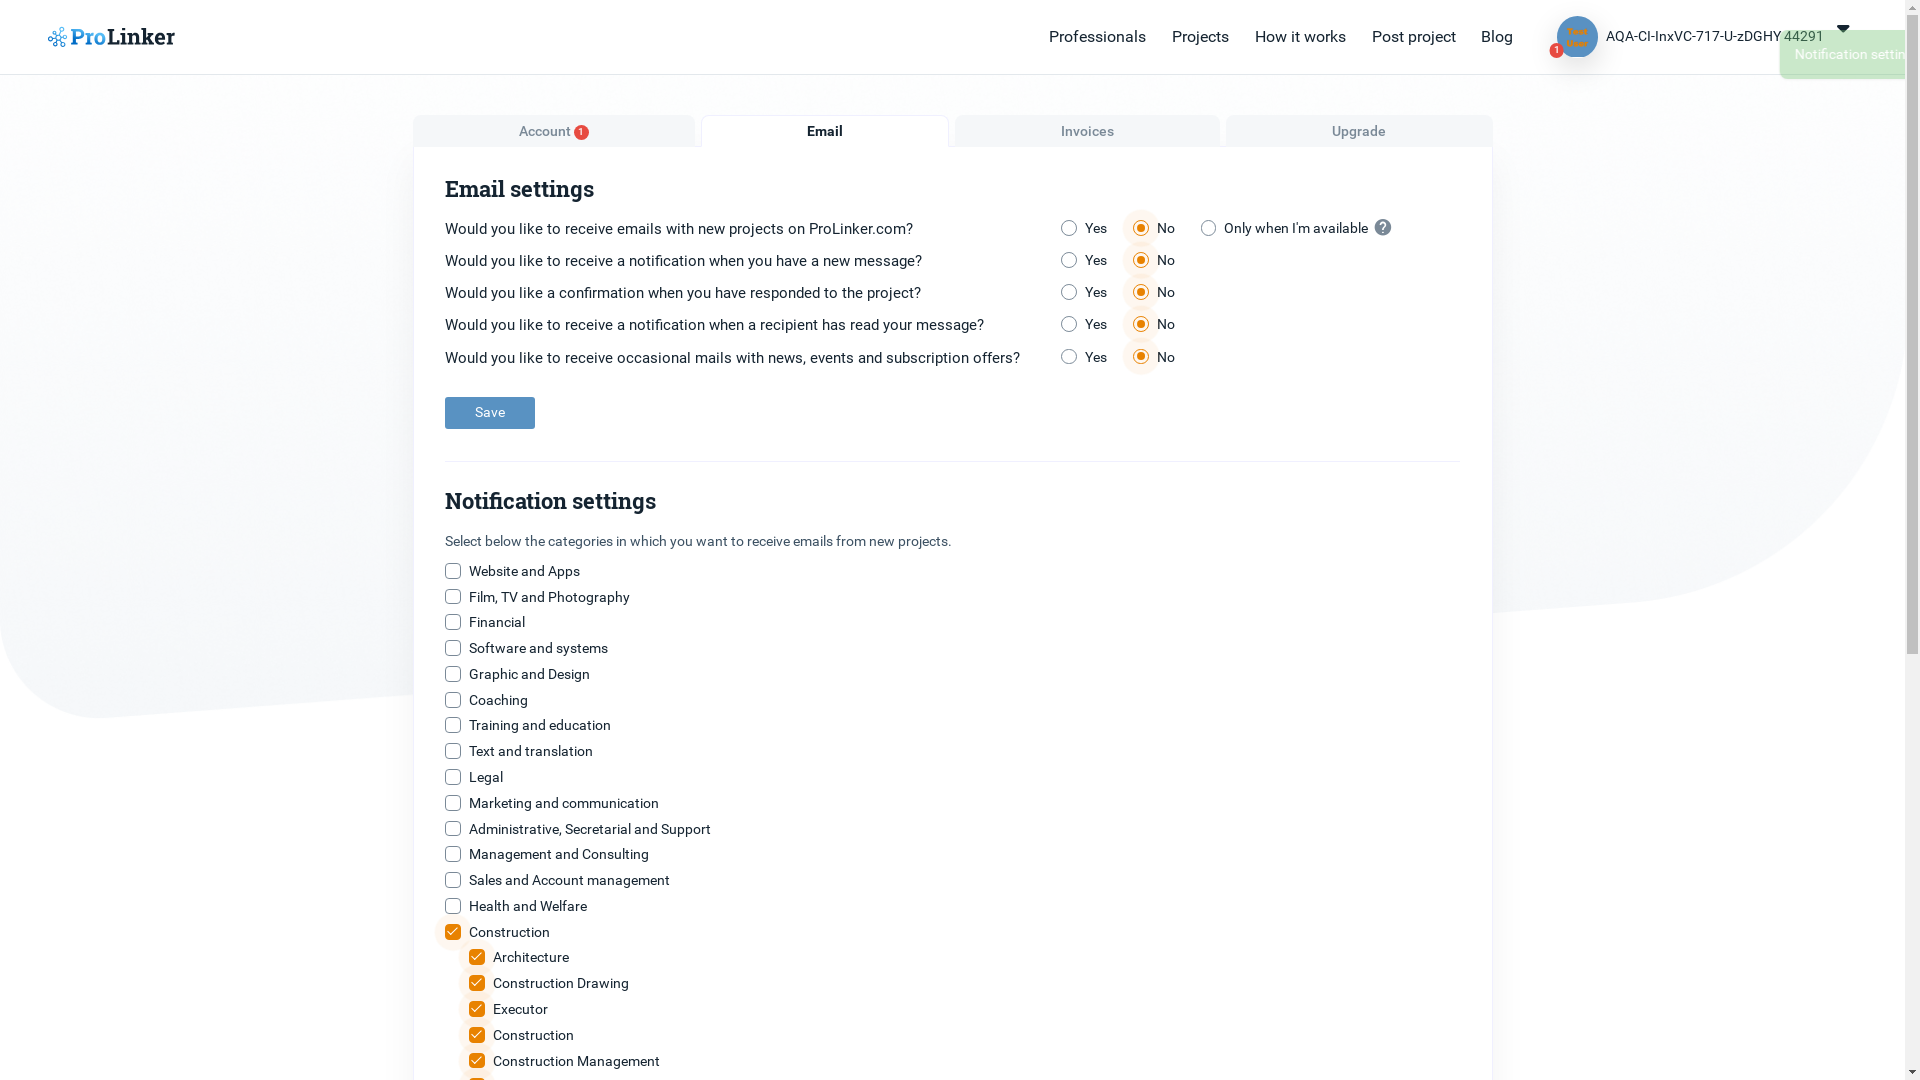 ProLinker
Professionals Projects How it works Post project Blog
1
AQA-CI-InxVC-717-U-zDGHY 44291
Notification
Account 1
Email
Invoices
Upgrade
Email settings
Would you like to receive emails with new projects on ProLinker.com? Yes No Only when I'm available ?
Would you like to receive a notification when you have a new message? Yes No
Would you like a confirmation when you have responded to the project? Yes No
Would you like to receive a notification when a recipient has read your message? Yes No
Would you like to receive occasional mails with news, events and subscription offers? Yes No
Save
Notification settings
Select below the categories in which you want to receive emails from new projects.
Website and Apps
Film, TV and Photography
Financial
Software and systems
Graphic and Design
Coaching
Training and education
Text and translation
Legal
Marketing and communication
Administrative, Secretarial and Support
Management and Consulting
Sales and Account management
Health and Welfare
Construction
Architecture
Construction Drawing
Executor
Construction
Construction Management